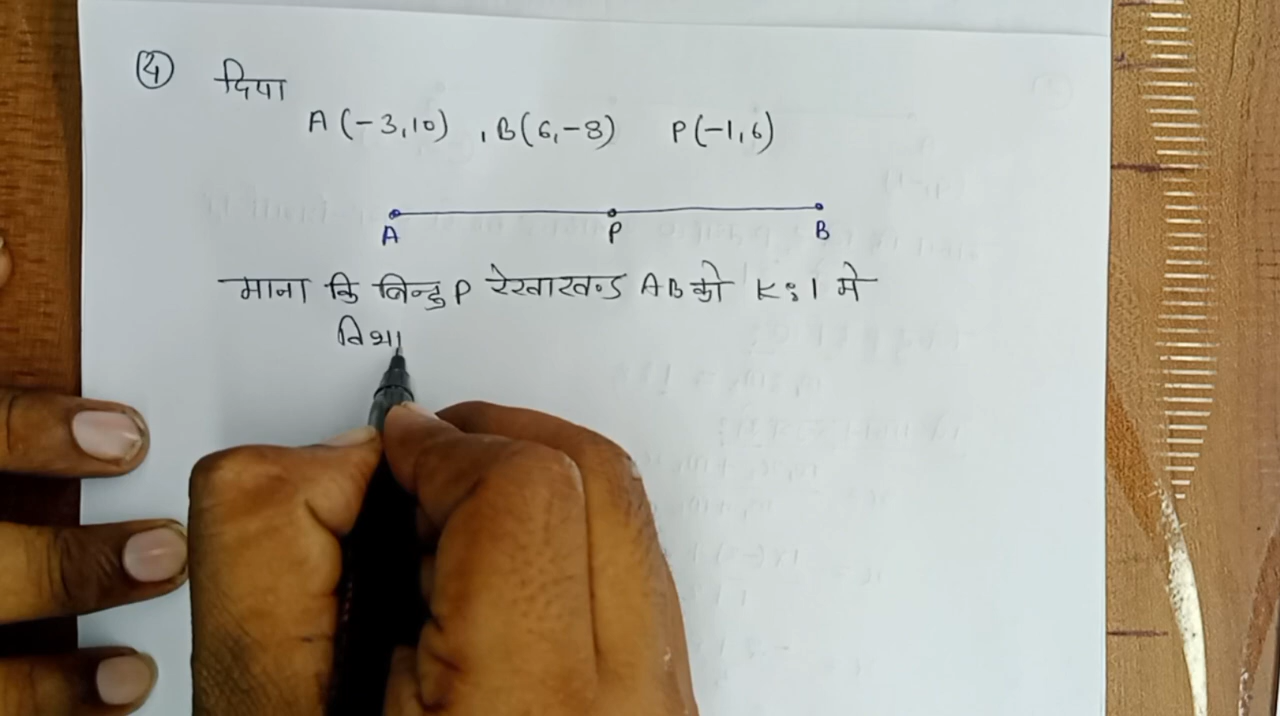 ④ दिया
A (-3,10) , B(6,-8) P(-1,6)
A P B
माना कि बिन्दु P रेखाखण्ड AB को K:1 मे
विभा